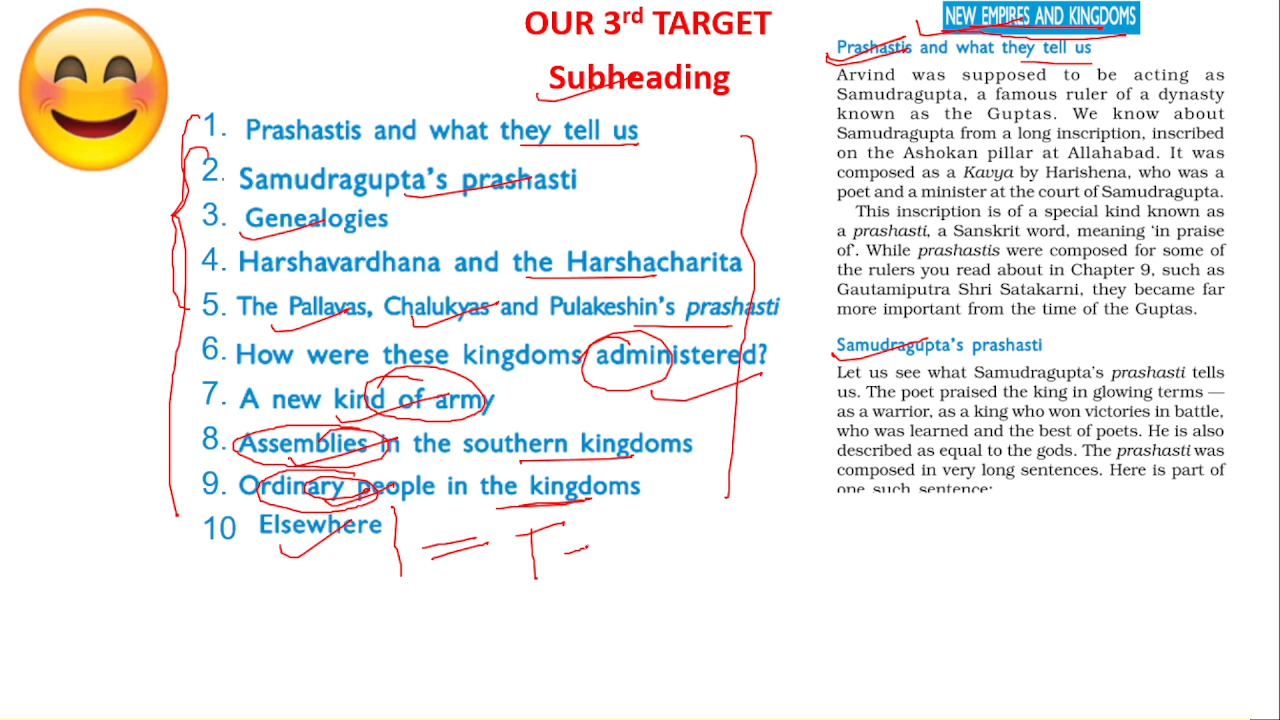 OUR 3rd TARGET
Subheading
1. Prashastis and what they tell us
2. Samudragupta's prashasti
3. Genealogies
4. Harshavardhana and the Harshacharita
5. The Pallavas, Chalukyas and Pulakeshin's prashasti
6. How were these kingdoms administered?
7. A new kind of army
8. Assemblies in the southern kingdoms
9. Ordinary people in the kingdoms
10 Elsewhere
= T -
NEW EMPIRES AND KINGDOMS
Prashastis and what they tell us
Arvind was supposed to be acting as
Samudragupta, a famous ruler of a dynasty
known as the Guptas. We know about
Samudragupta from a long inscription, inscribed
on the Ashokan pillar at Allahabad. It was
composed as a Kavya by Harishena, who was a
poet and a minister at the court of Samudragupta.
This inscription is of a special kind known as
a prashasti, a Sanskrit word, meaning 'in praise
of'. While prashastis were composed for some of
the rulers you read about in Chapter 9, such as
Gautamiputra Shri Satakarni, they became far
more important from the time of the Guptas.
Samudragupta's prashasti
Let us see what Samudragupta's prashasti tells
us. The poet praised the king in glowing terms —
as a warrior, as a king who won victories in battle,
who was learned and the best of poets. He is also
described as equal to the gods. The prashasti was
composed in very long sentences. Here is part of
one such sentence: